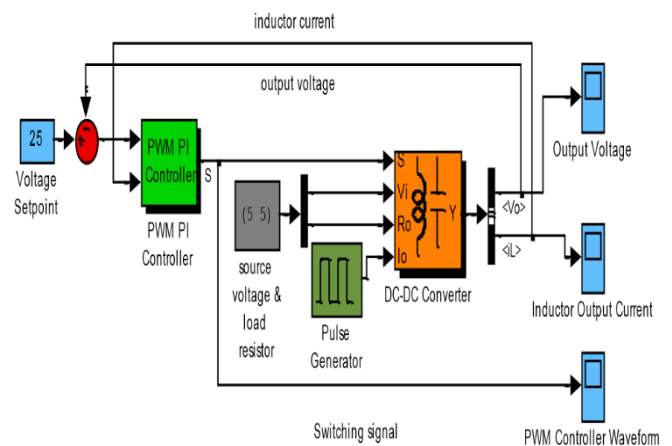 inductor current
output voltage
25
Voltage
Setpoint
PWM PI
Controller
S
PWM PI
Controller
(5 5)
source
voltage &
load
resistor
Pulse
Generator
S
Vi
Ro
Io
Y
DC-DC Converter
<Vo>
<iL>
Output Voltage
Inductor Output Current
Switching signal
PWM Controller Waveform